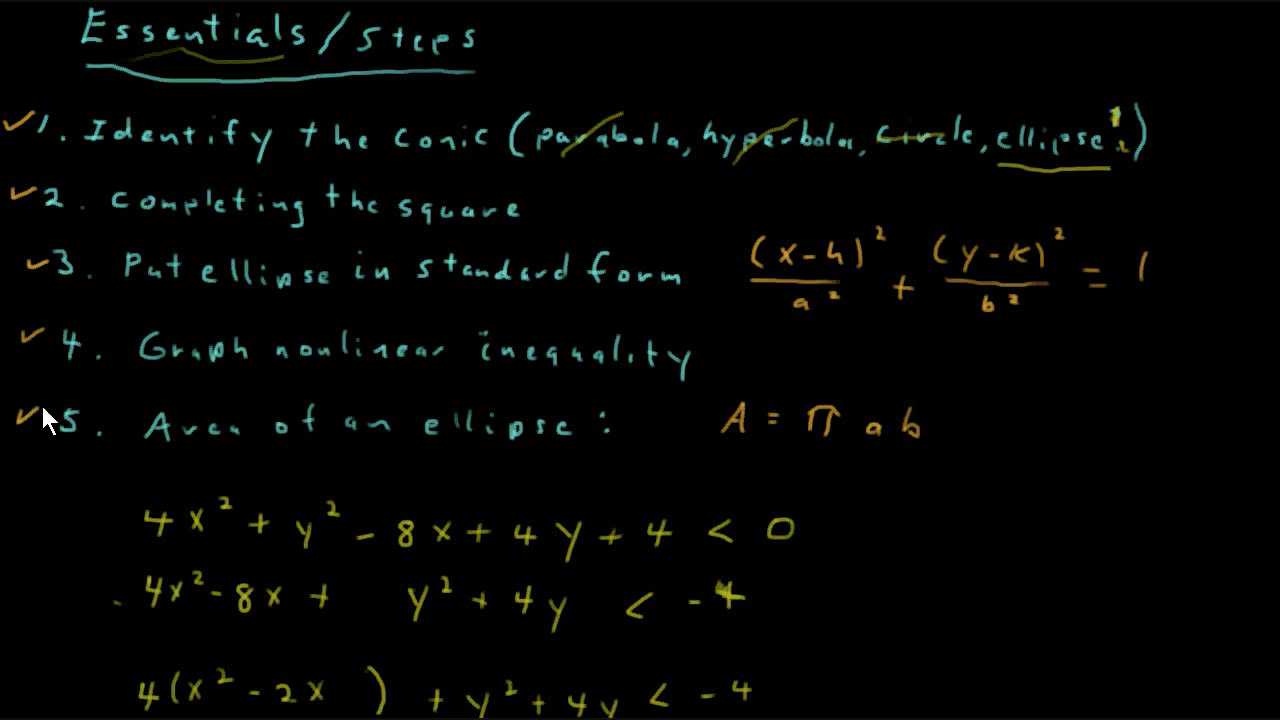 Essentials/Steps
1. Identify the conic (parabola, hyperbola, circle, ellipse!)
2. Completing the square
3. Put ellipse in standard form (x-h)²/a² + (y-k)²/b² = 1
4. Graph nonlinear inequality
5. Area of an ellipse: A = π a b
4x² + y² - 8x + 4y + 4 < 0
4x² - 8x + y² + 4y < -4
4(x² - 2x ) + y² + 4y < -4